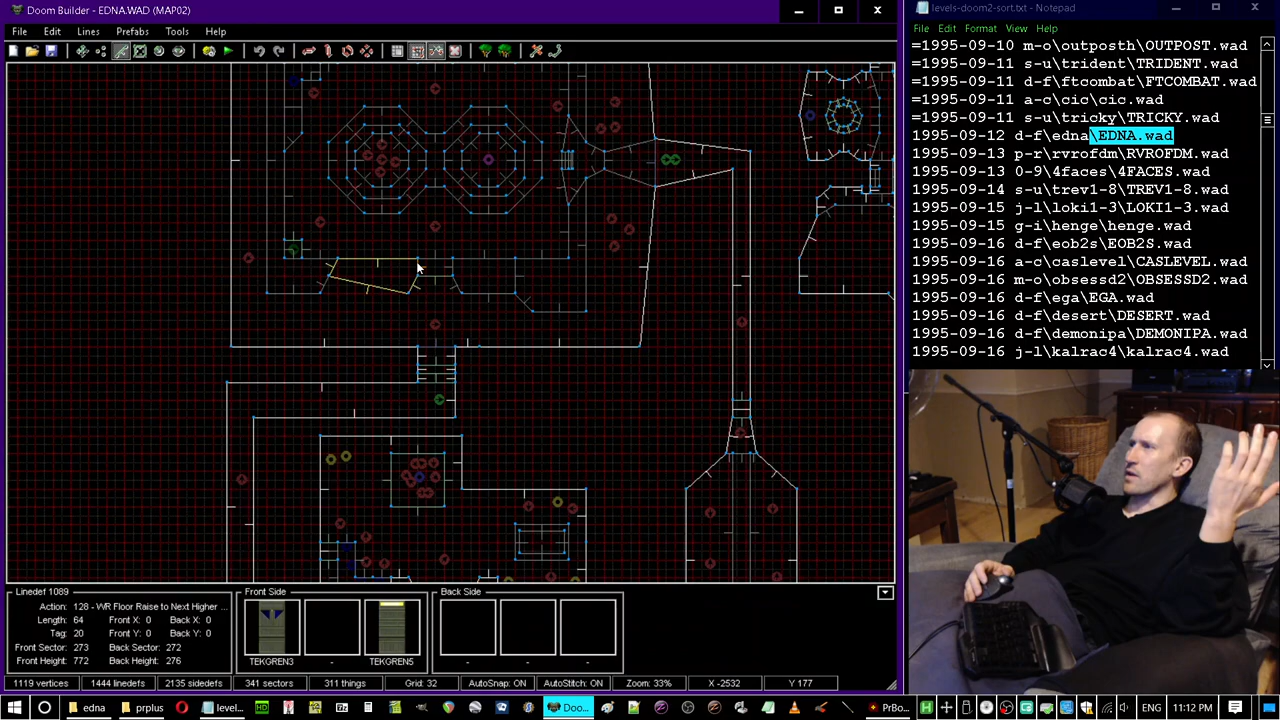 Doom Builder - EDNA.WAD (MAP02)
File Edit Lines Prefabs Tools Help
Linedef 1089
Action: 128 - WR Floor Raise to Next Higher ...
Length: 64 Front X: 0 Front Y: 0
Tag: 20 Back X: 0 Back Y: 0
Front Sector: 273 Back Sector: 272
Front Height: 772 Back Height: 276
Front Side
TEKGREN3 - TEKGREN5
Back Side
- - -
1119 vertices 1444 linedefs 2135 sidedefs 341 sectors 311 things Grid: 32 AutoSnap: ON AutoStitch: ON Zoom: 33% X -2532 Y 177
levels-doom2-sort.txt - Notepad
File Edit Format View Help
=1995-09-10 m-o\outposth\OUTPOST.wad
=1995-09-11 s-u\trident\TRIDENT.wad
=1995-09-11 d-f\ftcombat\FTCOMBAT.wad
=1995-09-11 a-c\cic\cic.wad
=1995-09-11 s-u\tricky\TRICKY.wad
1995-09-12 d-f\edna\EDNA.wad
1995-09-13 p-r\rvrofdm\RVROFDM.wad
1995-09-13 0-9\4faces\4FACES.wad
1995-09-14 s-u\trev1-8\TREV1-8.wad
1995-09-15 j-l\loki1-3\LOKI1-3.wad
1995-09-15 g-i\henge\henge.wad
1995-09-16 d-f\eob2s\EOB2S.wad
1995-09-16 a-c\caslevel\CASLEVEL.wad
1995-09-16 m-o\obsessd2\OBSESSD2.wad
1995-09-16 d-f\ega\EGA.wad
1995-09-16 d-f\desert\DESERT.wad
1995-09-16 d-f\demonipa\DEMONIPA.wad
1995-09-16 j-l\kalrac4\kalrac4.wad
edna prplus level... Doo... PrBo... ENG 11:12 PM